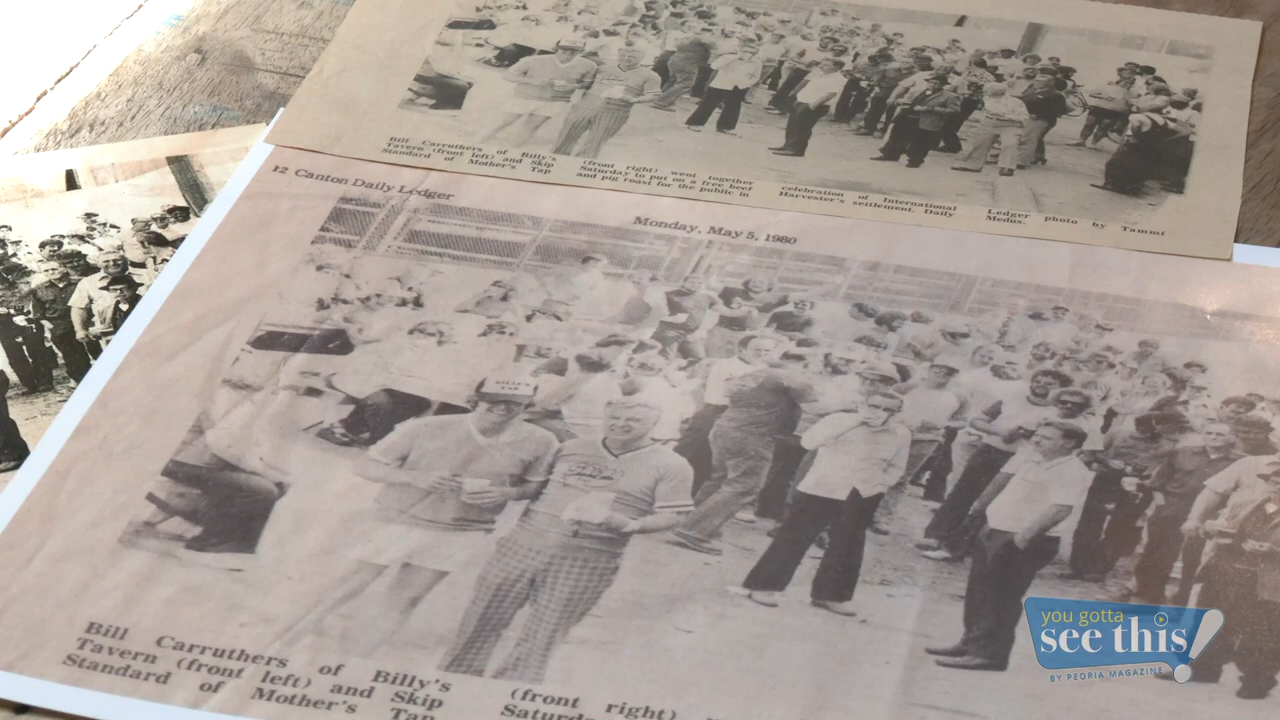 Bill Carruthers of Billy's
Tavern (front left) and Skip
Standard of Mother's Tap
(front right) went together
Saturday to put on a free beef
and pig roast for the public in
celebration of International
Harvester's settlement. Daily
Ledger photo by Tammi
Medus.
12 Canton Daily Ledger
Monday, May 5, 1980
BILLY'S
TAP
Bill Carruthers of Billy's
Tavern (front left) and Skip
Standard of Mother's Tap
(front right)
Saturday
you gotta
see this!
BY PEORIA MAGAZINE